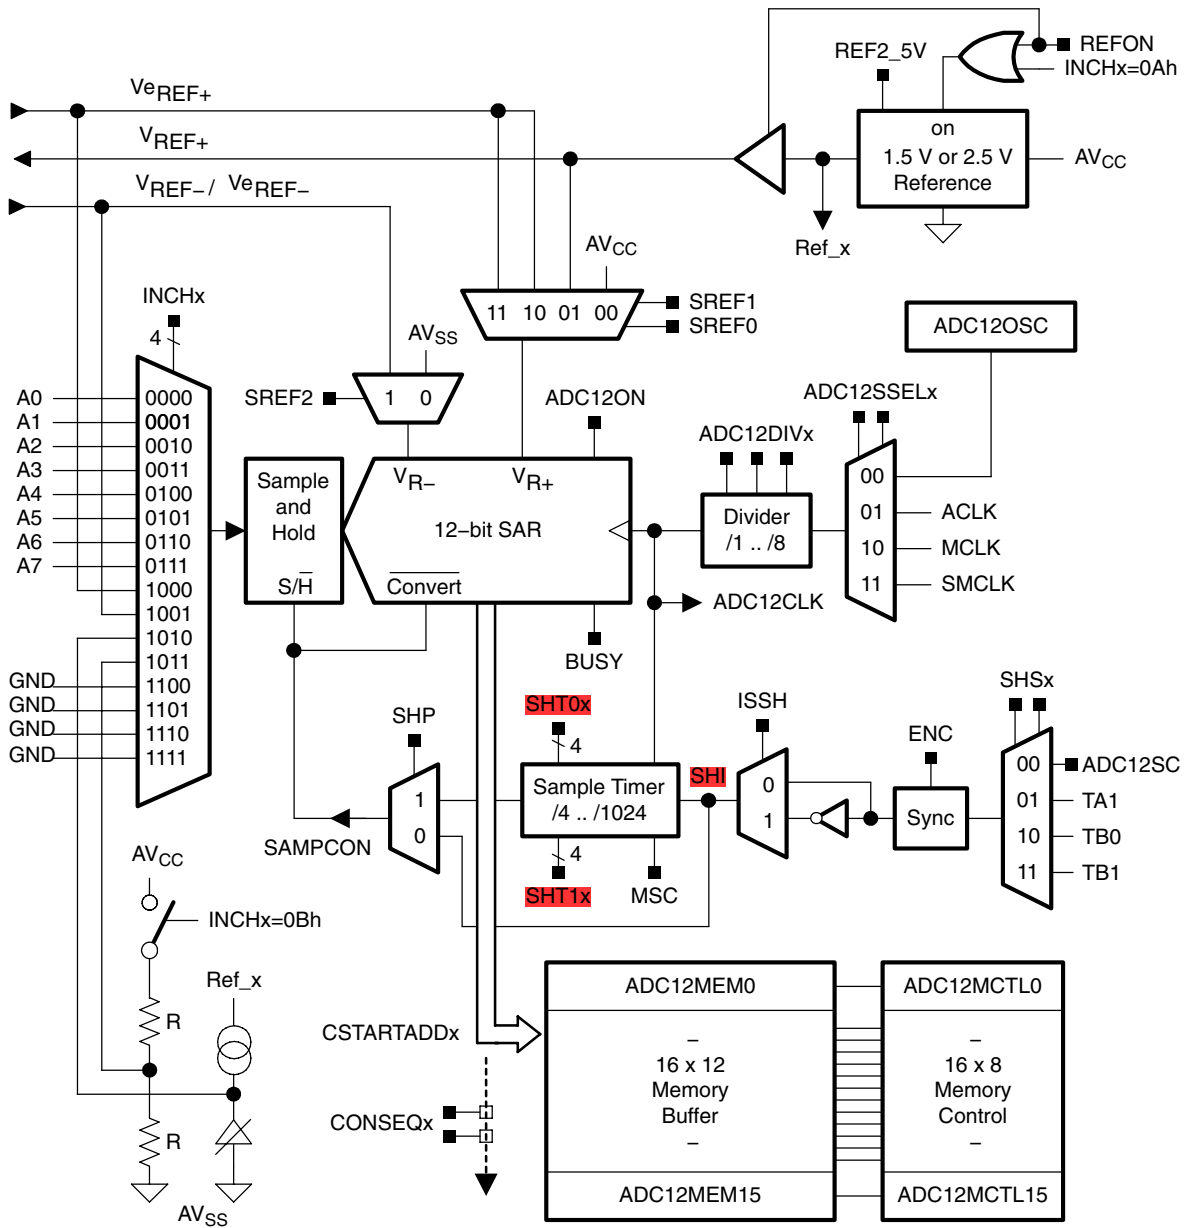 REFON
INCHx=0Ah
REF2_5V
VeREF+
VREF+
on
1.5 V or 2.5 V
Reference
AVCC
VREF− / VeREF−
Ref_x
AVCC
INCHx
4
11 10 01 00
SREF1
SREF0
ADC12OSC
AVSS
SREF2
1 0
ADC12ON
ADC12SSELx
ADC12DIVx
A0
A1
A2
A3
A4
A5
A6
A7
GND
GND
GND
GND
0000
0001
0010
0011
0100
0101
0110
0111
1000
1001
1010
1011
1100
1101
1110
1111
Sample
and
Hold
S/H
VR−
VR+
12−bit SAR
Convert
Divider
/1 .. /8
00
01
10
11
ACLK
MCLK
SMCLK
ADC12CLK
BUSY
SHT0x
4
SHP
1
0
SAMPCON
Sample Timer
/4 .. /1024
4
SHT1x
MSC
SHI
ISSH
0
1
ENC
Sync
SHSx
00
01
10
11
ADC12SC
TA1
TB0
TB1
AVCC
INCHx=0Bh
Ref_x
R
R
AVSS
CSTARTADDx
CONSEQx
ADC12MEM0
–
16 x 12
Memory
Buffer
–
ADC12MEM15
ADC12MCTL0
–
16 x 8
Memory
Control
–
ADC12MCTL15